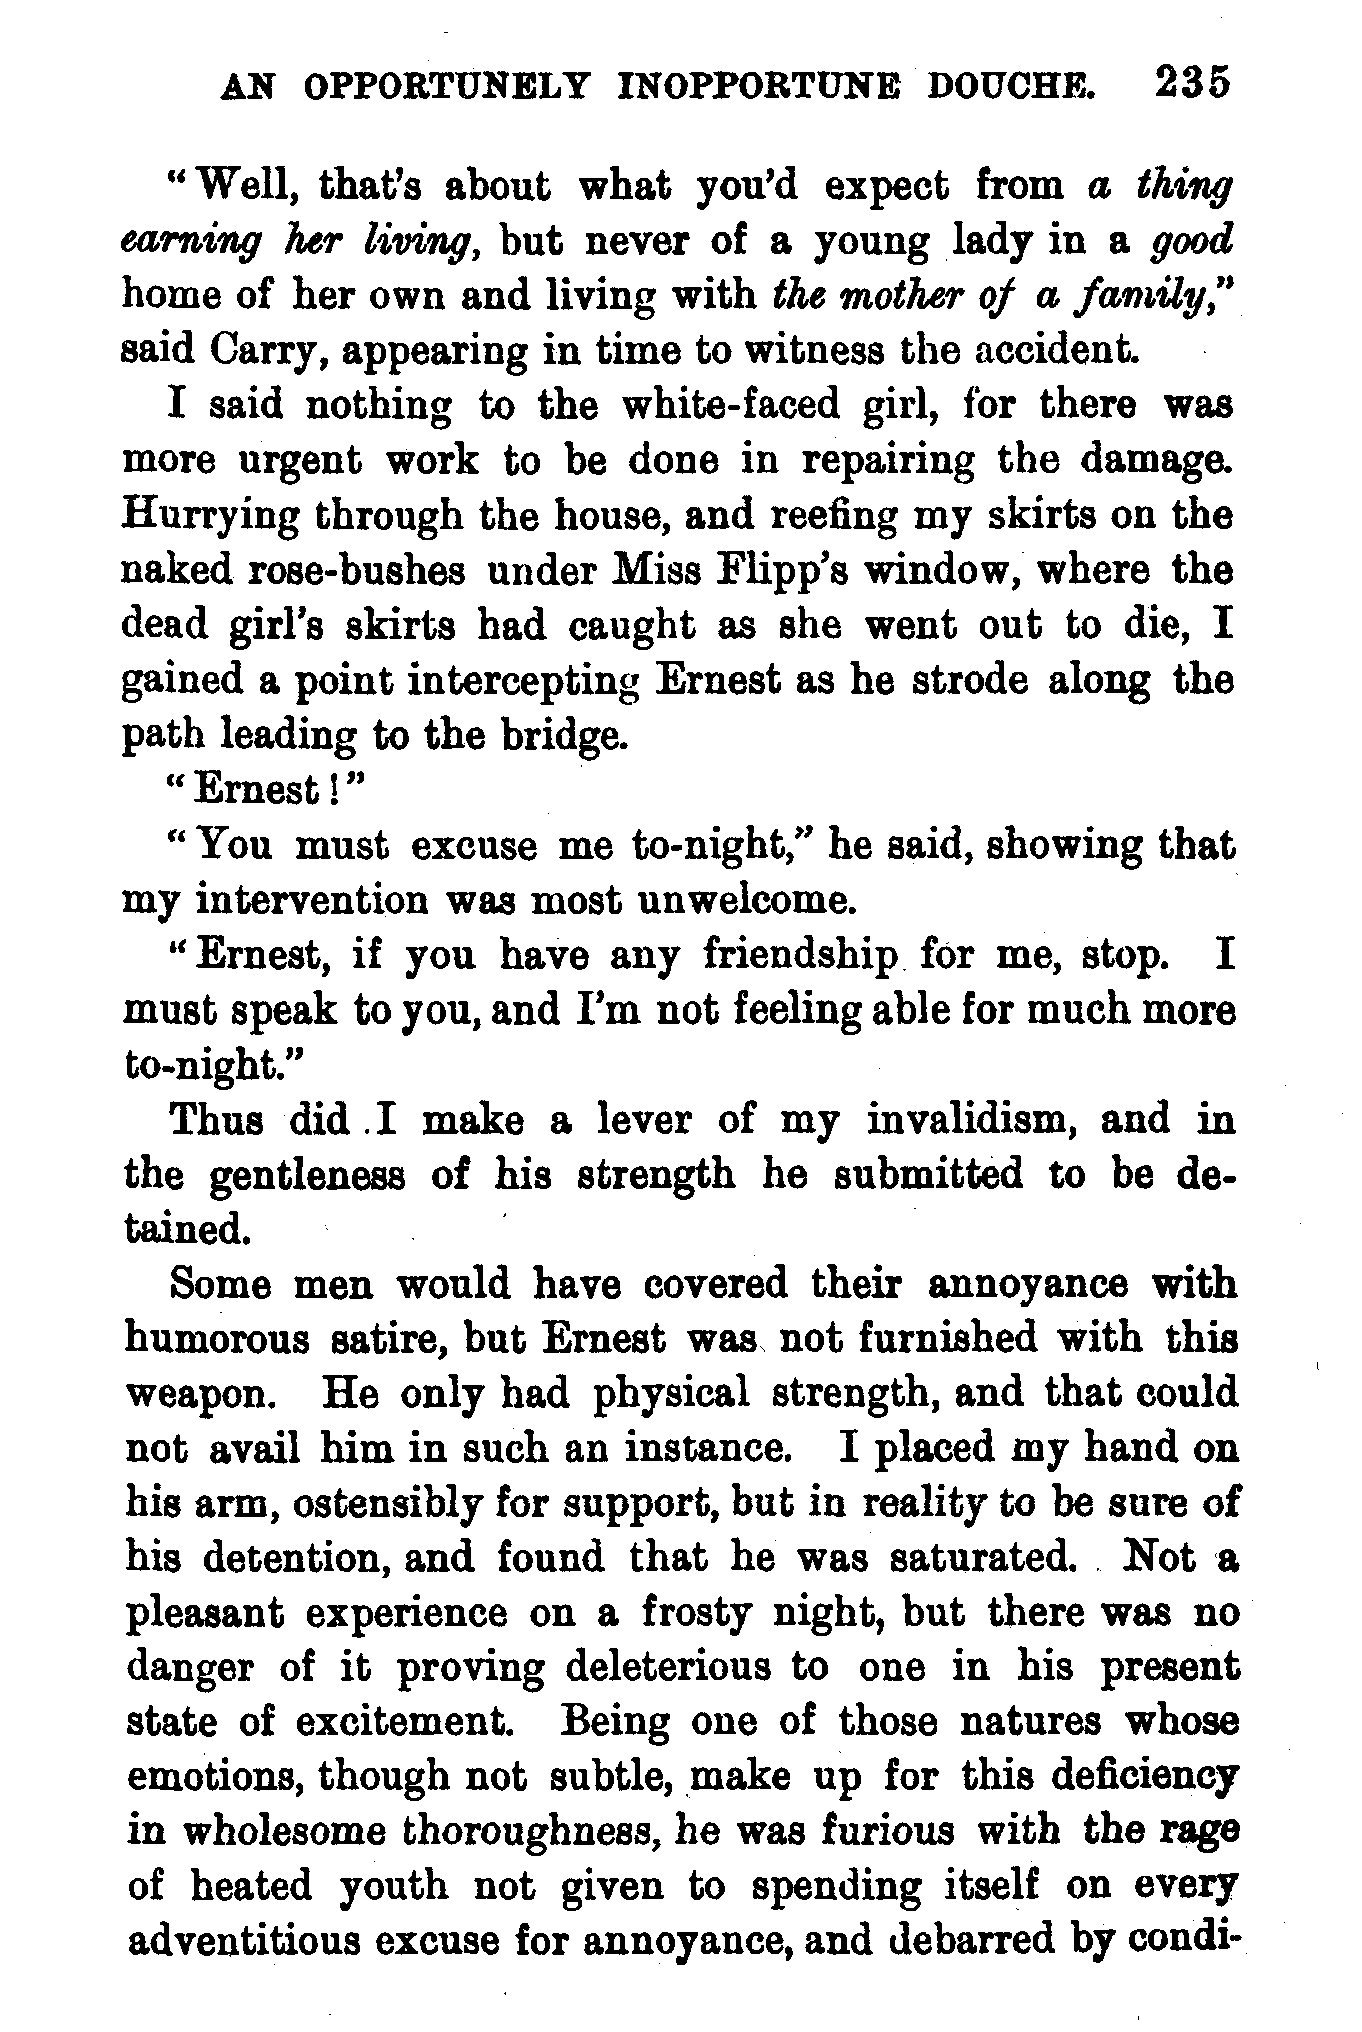 AN OPPORTUNELY INOPPORTUNE DOUCHE. 235
“Well, that’s about what you’d expect from a thing
earning her living, but never of a young lady in a good
home of her own and living with the mother of a family,”
said Carry, appearing in time to witness the accident.
I said nothing to the white-faced girl, for there was
more urgent work to be done in repairing the damage.
Hurrying through the house, and reefing my skirts on the
naked rose-bushes under Miss Flipp’s window, where the
dead girl’s skirts had caught as she went out to die, I
gained a point intercepting Ernest as he strode along the
path leading to the bridge.
“Ernest!”
“You must excuse me to-night,” he said, showing that
my intervention was most unwelcome.
“Ernest, if you have any friendship for me, stop. I
must speak to you, and I’m not feeling able for much more
to-night.”
Thus did I make a lever of my invalidism, and in
the gentleness of his strength he submitted to be de-
tained.
Some men would have covered their annoyance with
humorous satire, but Ernest was not furnished with this
weapon. He only had physical strength, and that could
not avail him in such an instance. I placed my hand on
his arm, ostensibly for support, but in reality to be sure of
his detention, and found that he was saturated. Not a
pleasant experience on a frosty night, but there was no
danger of it proving deleterious to one in his present
state of excitement. Being one of those natures whose
emotions, though not subtle, make up for this deficiency
in wholesome thoroughness, he was furious with the rage
of heated youth not given to spending itself on every
adventitious excuse for annoyance, and debarred by condi-